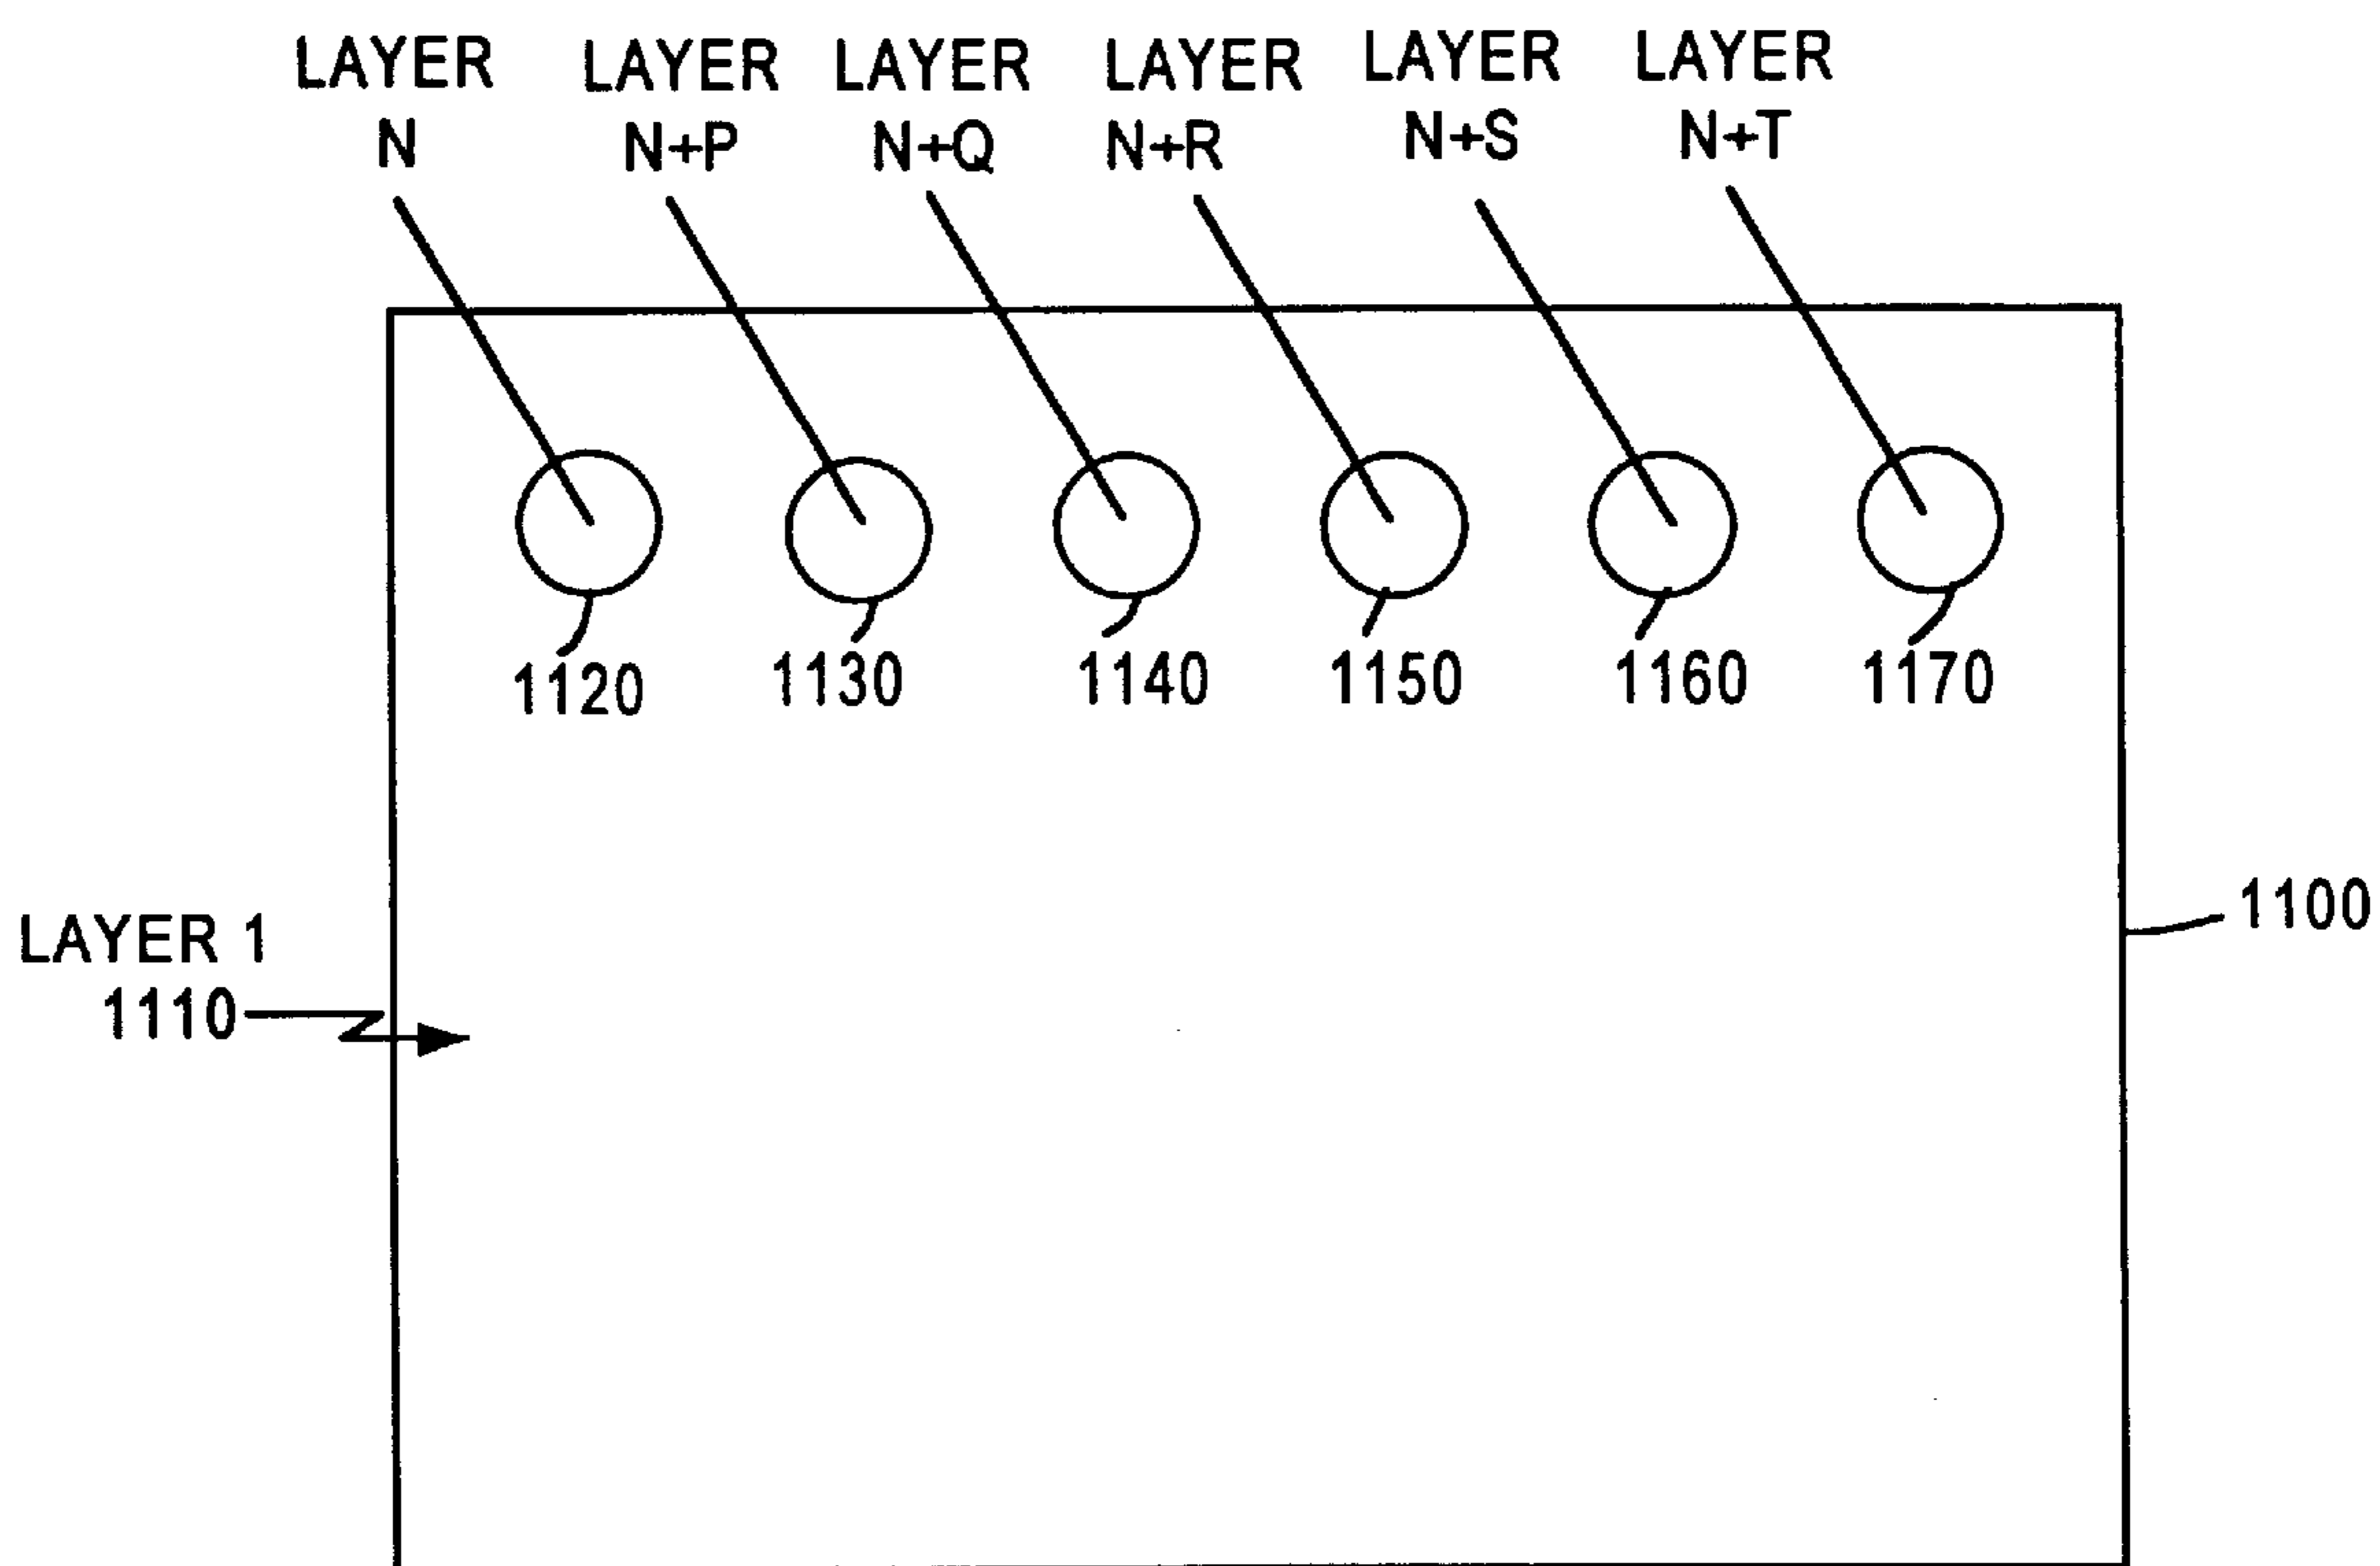 LAYER N
LAYER N+P
LAYER N+Q
LAYER N+R
LAYER N+S
LAYER N+T
1120 1130 1140 1150 1160 1170
1100
LAYER 1
1110